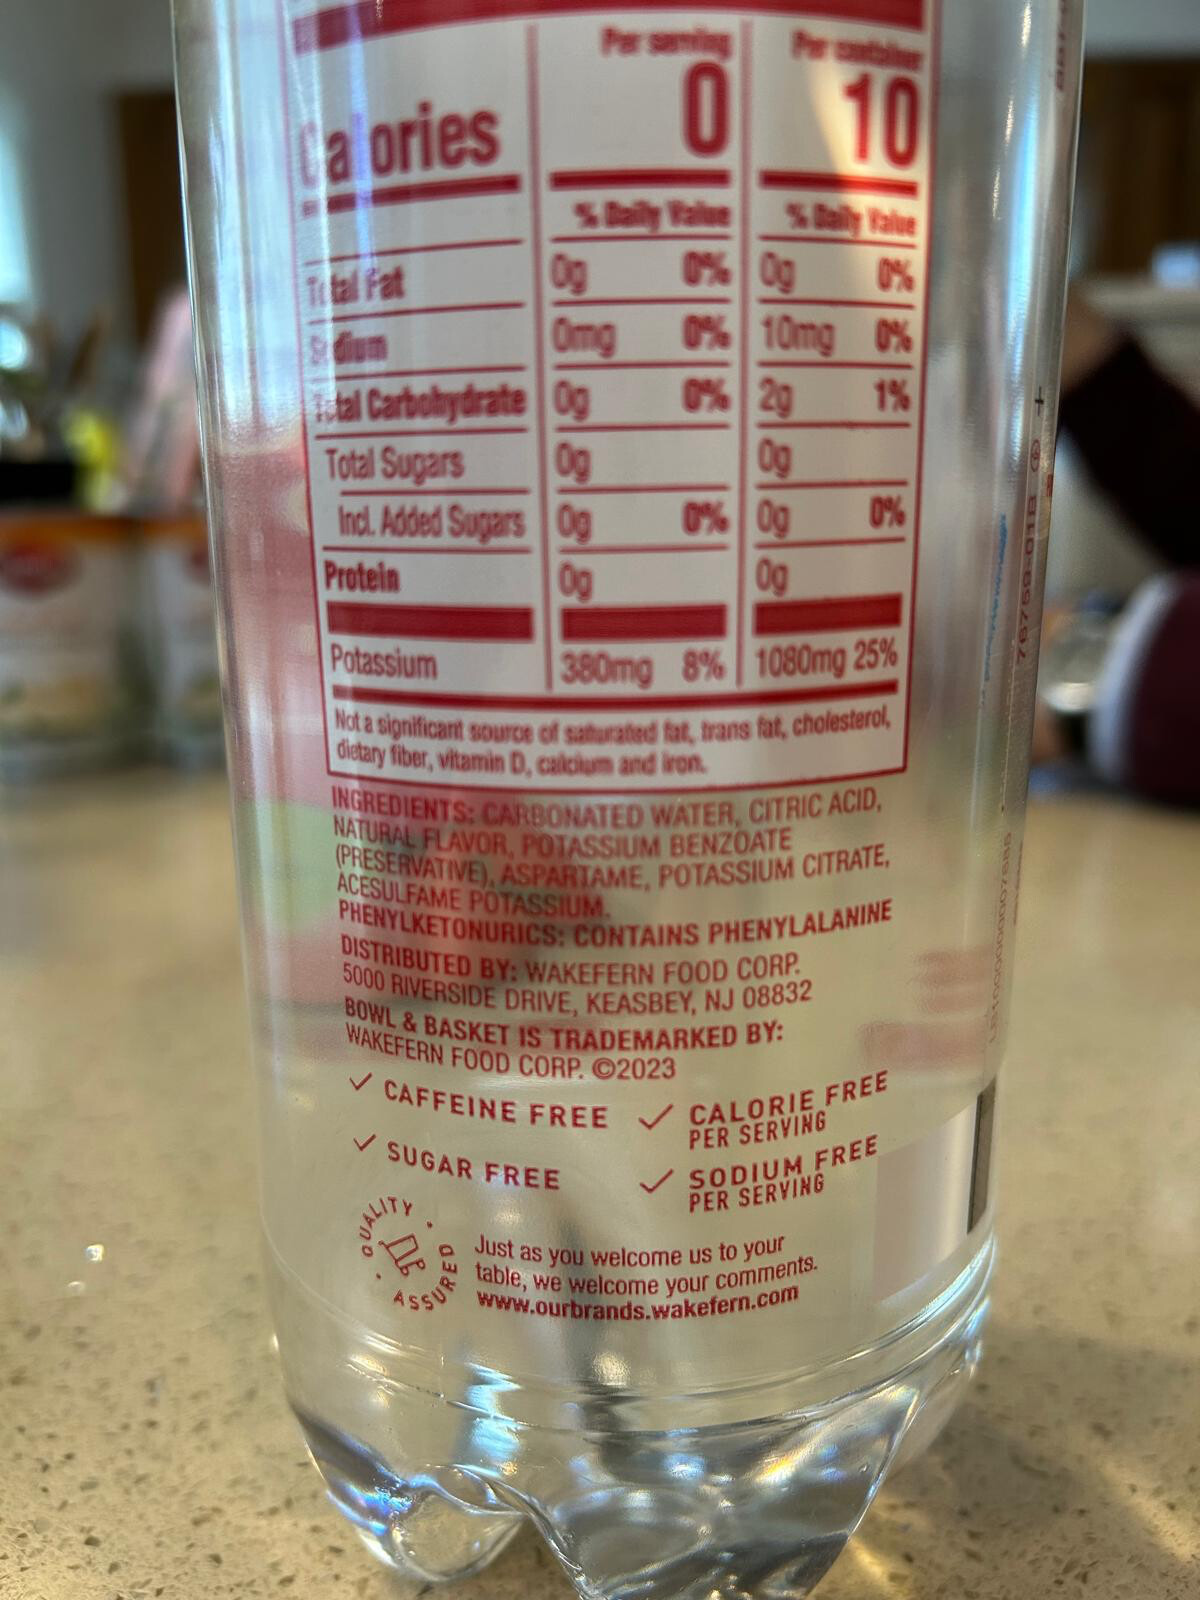 Per serving Per container
Calories 0 10
% Daily Value % Daily Value
Total Fat 0g 0% 0g 0%
Sodium 0mg 0% 10mg 0%
Total Carbohydrate 0g 0% 2g 1%
Total Sugars 0g 0g
Incl. Added Sugars 0g 0% 0g 0%
Protein 0g 0g
Potassium 380mg 8% 1080mg 25%
Not a significant source of saturated fat, trans fat, cholesterol,
dietary fiber, vitamin D, calcium and iron.
INGREDIENTS: CARBONATED WATER, CITRIC ACID,
NATURAL FLAVOR, POTASSIUM BENZOATE
(PRESERVATIVE), ASPARTAME, POTASSIUM CITRATE,
ACESULFAME POTASSIUM.
PHENYLKETONURICS: CONTAINS PHENYLALANINE
DISTRIBUTED BY: WAKEFERN FOOD CORP.
5000 RIVERSIDE DRIVE, KEASBEY, NJ 08832
BOWL & BASKET IS TRADEMARKED BY:
WAKEFERN FOOD CORP. ©2023
✓ CAFFEINE FREE ✓ CALORIE FREE
PER SERVING
✓ SUGAR FREE ✓ SODIUM FREE
PER SERVING
QUALITY · ASSURED ·
Just as you welcome us to your
table, we welcome your comments.
www.ourbrands.wakefern.com